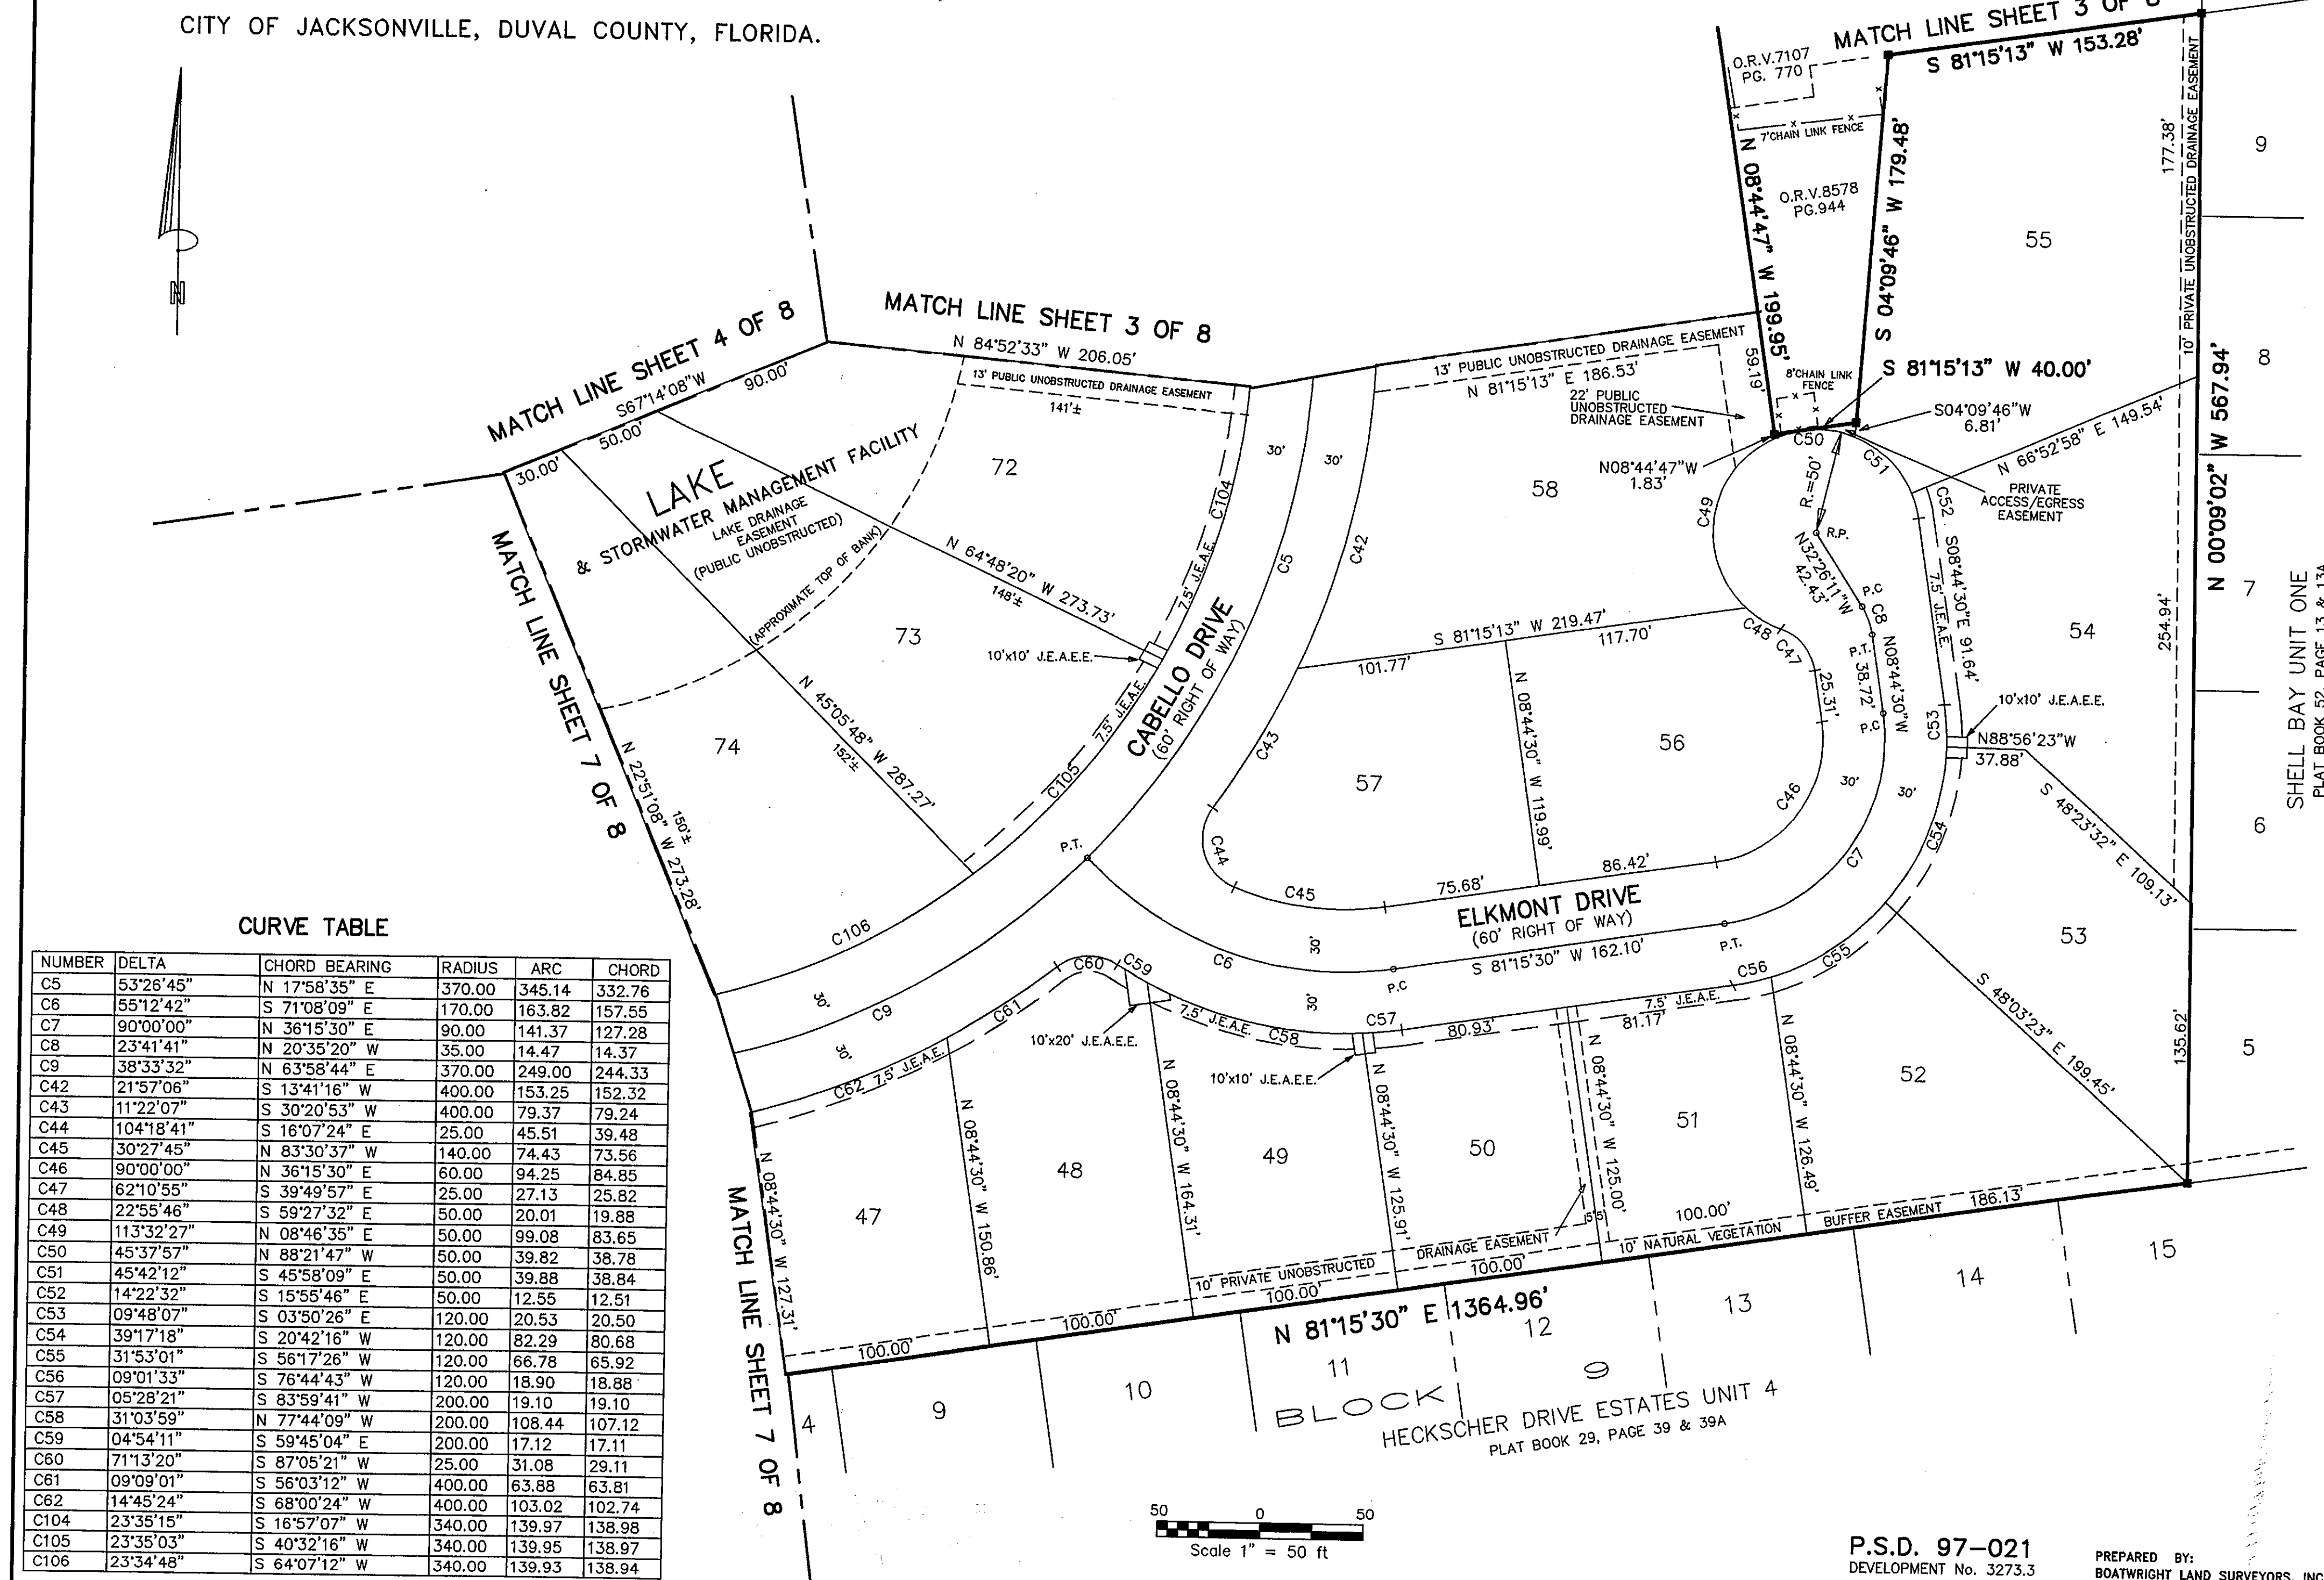 CITY OF JACKSONVILLE, DUVAL COUNTY, FLORIDA.
N
MATCH LINE SHEET 4 OF 8
S67°14'08"W
30.00'
50.00'
90.00'
MATCH LINE SHEET 3 OF 8
N 84°52'33" W 206.05'
13' PUBLIC UNOBSTRUCTED DRAINAGE EASEMENT
141'±
72
LAKE
& STORMWATER MANAGEMENT FACILITY
LAKE DRAINAGE
EASEMENT
(PUBLIC UNOBSTRUCTED)
(APPROXIMATE TOP OF BANK)
N 64°48'20" W 273.73'
148'±
73
10'x10' J.E.A.E.E.
N 45°05'48" W 287.27'
152'±
74
MATCH LINE SHEET 7 OF 8
N 22°51'08" W 273.28'
150'±
C104
7.5' J.E.A.E.
7.5' J.E.A.E.
C105
C106
CABELLO DRIVE
(60' RIGHT OF WAY)
30'
30'
C5
C42
C43
P.T.
C9
30'
30'
MATCH LINE SHEET 3 OF 8
S 81°15'13" W 153.28'
O.R.V.7107
PG. 770
7'CHAIN LINK FENCE
O.R.V.8578
PG.944
N 08°44'47" W 199.95'
S 04°09'46" W 179.48'
55
177.38'
10' PRIVATE UNOBSTRUCTED DRAINAGE EASEMENT
13' PUBLIC UNOBSTRUCTED DRAINAGE EASEMENT
N 81°15'13" E 186.53'
59.19'
22' PUBLIC
UNOBSTRUCTED
DRAINAGE EASEMENT
8'CHAIN LINK
FENCE
S 81°15'13" W 40.00'
S04°09'46"W
6.81'
N08°44'47"W
1.83'
C50
C51
R.=50'
R.P.
N 66°52'58" E 149.54'
PRIVATE
ACCESS/EGRESS
EASEMENT
C52
C49
58
N32°26'11"W
42.43'
P.C
C8
P.T.
N08°44'30"W
38.72'
P.C
S08°44'30"E 91.64'
7.5' J.E.A.E.
C53
54
254.94'
N 00°09'02" W 567.94'
C48
C47
25.31'
S 81°15'13" W 219.47'
101.77'
117.70'
N 08°44'30" W 119.99'
56
57
C46
30'
30'
C7
C54
10'x10' J.E.A.E.E.
N88°56'23"W
37.88'
S 48°23'32" E 109.13'
C44
C45
75.68'
86.42'
ELKMONT DRIVE
(60' RIGHT OF WAY)
S 81°15'30" W 162.10'
P.C
P.T.
C6
30'
30'
C55
C56
53
S 48°03'23" E 199.45'
135.62'
9
8
7
6
5
SHELL BAY UNIT ONE
PLAT BOOK 52, PAGE 13 & 13A
C60
C59
C61
C62
7.5' J.E.A.E.
10'x20' J.E.A.E.E.
7.5' J.E.A.E.
C58
C57
10'x10' J.E.A.E.E.
80.93'
81.17'
7.5' J.E.A.E.
N 08°44'30" W 127.31'
47
N 08°44'30" W 150.86'
48
N 08°44'30" W 164.31'
49
N 08°44'30" W 125.91'
50
N 08°44'30" W 125.00'
51
N 08°44'30" W 126.49'
52
5'5'
MATCH LINE SHEET 7 OF 8
100.00'
100.00'
100.00'
100.00'
100.00'
186.13'
10' PRIVATE UNOBSTRUCTED
DRAINAGE EASEMENT
10' NATURAL VEGETATION
BUFFER EASEMENT
N 81°15'30" E 1364.96'
4
9
10
11
12
13
14
15
BLOCK 9
HECKSCHER DRIVE ESTATES UNIT 4
PLAT BOOK 29, PAGE 39 & 39A
CURVE TABLE
NUMBER DELTA CHORD BEARING RADIUS ARC CHORD
C5 53°26'45" N 17°58'35" E 370.00 345.14 332.76
C6 55°12'42" S 71°08'09" E 170.00 163.82 157.55
C7 90°00'00" N 36°15'30" E 90.00 141.37 127.28
C8 23°41'41" N 20°35'20" W 35.00 14.47 14.37
C9 38°33'32" N 63°58'44" E 370.00 249.00 244.33
C42 21°57'06" S 13°41'16" W 400.00 153.25 152.32
C43 11°22'07" S 30°20'53" W 400.00 79.37 79.24
C44 104°18'41" S 16°07'24" E 25.00 45.51 39.48
C45 30°27'45" N 83°30'37" W 140.00 74.43 73.56
C46 90°00'00" N 36°15'30" E 60.00 94.25 84.85
C47 62°10'55" S 39°49'57" E 25.00 27.13 25.82
C48 22°55'46" S 59°27'32" E 50.00 20.01 19.88
C49 113°32'27" N 08°46'35" E 50.00 99.08 83.65
C50 45°37'57" N 88°21'47" W 50.00 39.82 38.78
C51 45°42'12" S 45°58'09" E 50.00 39.88 38.84
C52 14°22'32" S 15°55'46" E 50.00 12.55 12.51
C53 09°48'07" S 03°50'26" E 120.00 20.53 20.50
C54 39°17'18" S 20°42'16" W 120.00 82.29 80.68
C55 31°53'01" S 56°17'26" W 120.00 66.78 65.92
C56 09°01'33" S 76°44'43" W 120.00 18.90 18.88
C57 05°28'21" S 83°59'41" W 200.00 19.10 19.10
C58 31°03'59" N 77°44'09" W 200.00 108.44 107.12
C59 04°54'11" S 59°45'04" E 200.00 17.12 17.11
C60 71°13'20" S 87°05'21" W 25.00 31.08 29.11
C61 09°09'01" S 56°03'12" W 400.00 63.88 63.81
C62 14°45'24" S 68°00'24" W 400.00 103.02 102.74
C104 23°35'15" S 16°57'07" W 340.00 139.97 138.98
C105 23°35'03" S 40°32'16" W 340.00 139.95 138.97
C106 23°34'48" S 64°07'12" W 340.00 139.93 138.94
50 0 50
Scale 1" = 50 ft
P.S.D. 97-021
DEVELOPMENT No. 3273.3
PREPARED BY:
BOATWRIGHT LAND SURVEYORS, INC